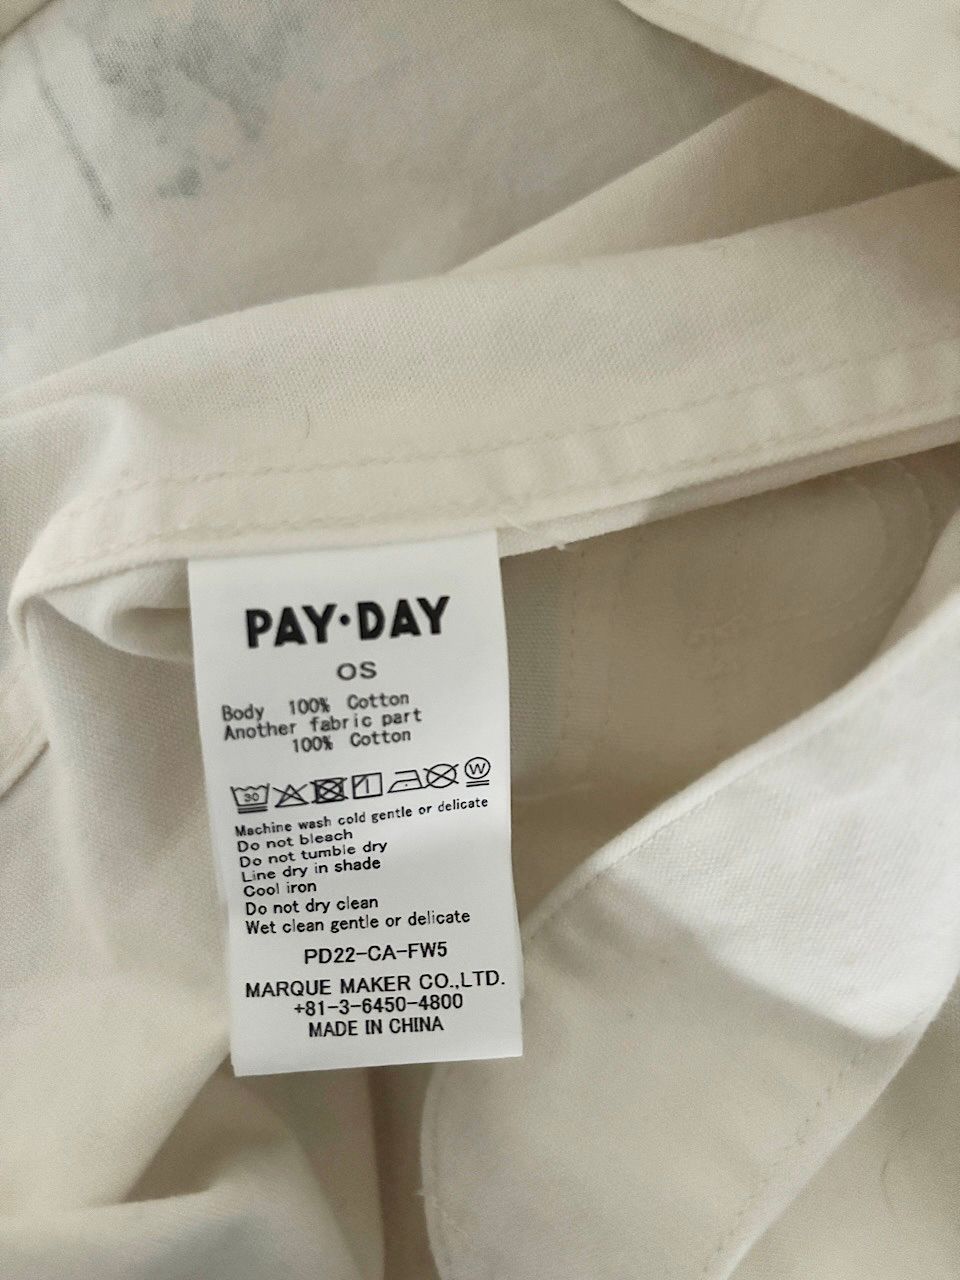 PAY·DAY
OS
Body 100% Cotton
Another fabric part
100% Cotton
30 W
Machine wash cold gentle or delicate
Do not bleach
Do not tumble dry
Line dry in shade
Cool iron
Do not dry clean
Wet clean gentle or delicate
PD22-CA-FW5
MARQUE MAKER CO.,LTD.
+81-3-6450-4800
MADE IN CHINA